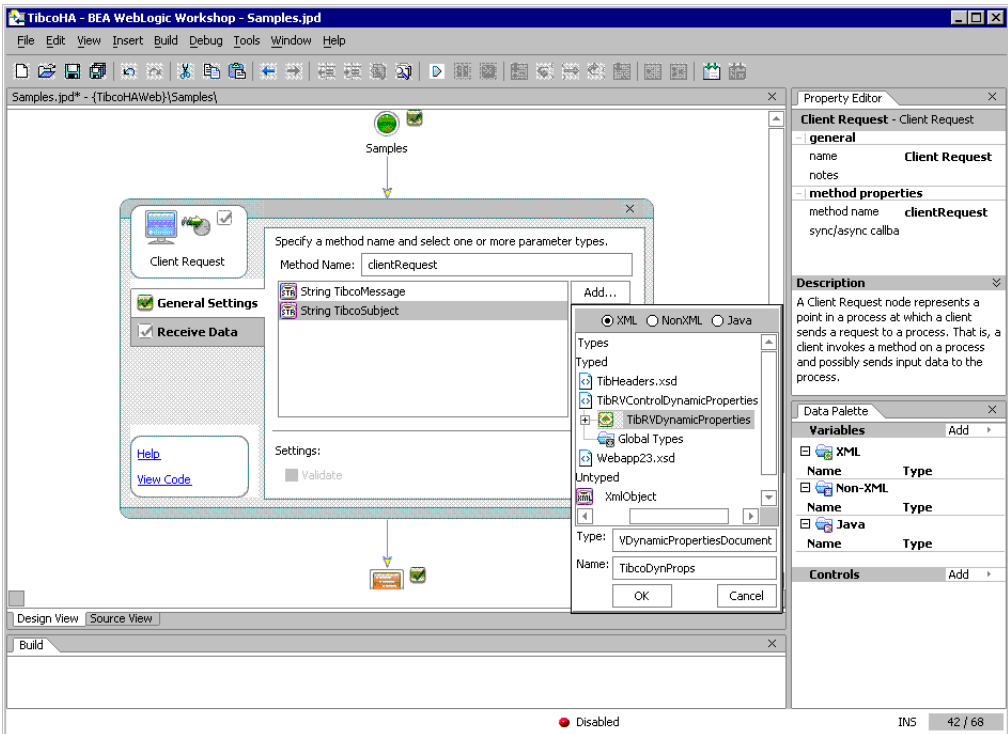 TibcoHA - BEA WebLogic Workshop - Samples.jpd
File Edit View Insert Build Debug Tools Window Help
Samples.jpd* - {TibcoHAWeb}\Samples\
Samples
Client Request
General Settings
Receive Data
Help
View Code
Specify a method name and select one or more parameter types.
Method Name: clientRequest
STR String TibcoMessage
STR String TibcoSubject
Add...
Settings:
Validate
XML NonXML Java
Types
Typed
TibHeaders.xsd
TibRVControlDynamicProperties
TibRVDynamicProperties
Global Types
Webapp23.xsd
Untyped
XML XmlObject
Type: VDynamicPropertiesDocument
Name: TibcoDynProps
OK Cancel
Design View Source View
Build
Property Editor
Client Request - Client Request
general
name Client Request
notes
method properties
method name clientRequest
sync/async callba
Description
A Client Request node represents a
point in a process at which a client
sends a request to a process. That is, a
client invokes a method on a process
and possibly sends input data to the
process.
Data Palette
Variables Add
XML
Name Type
Non-XML
Name Type
Java
Name Type
Controls Add
Disabled
INS 42 / 68